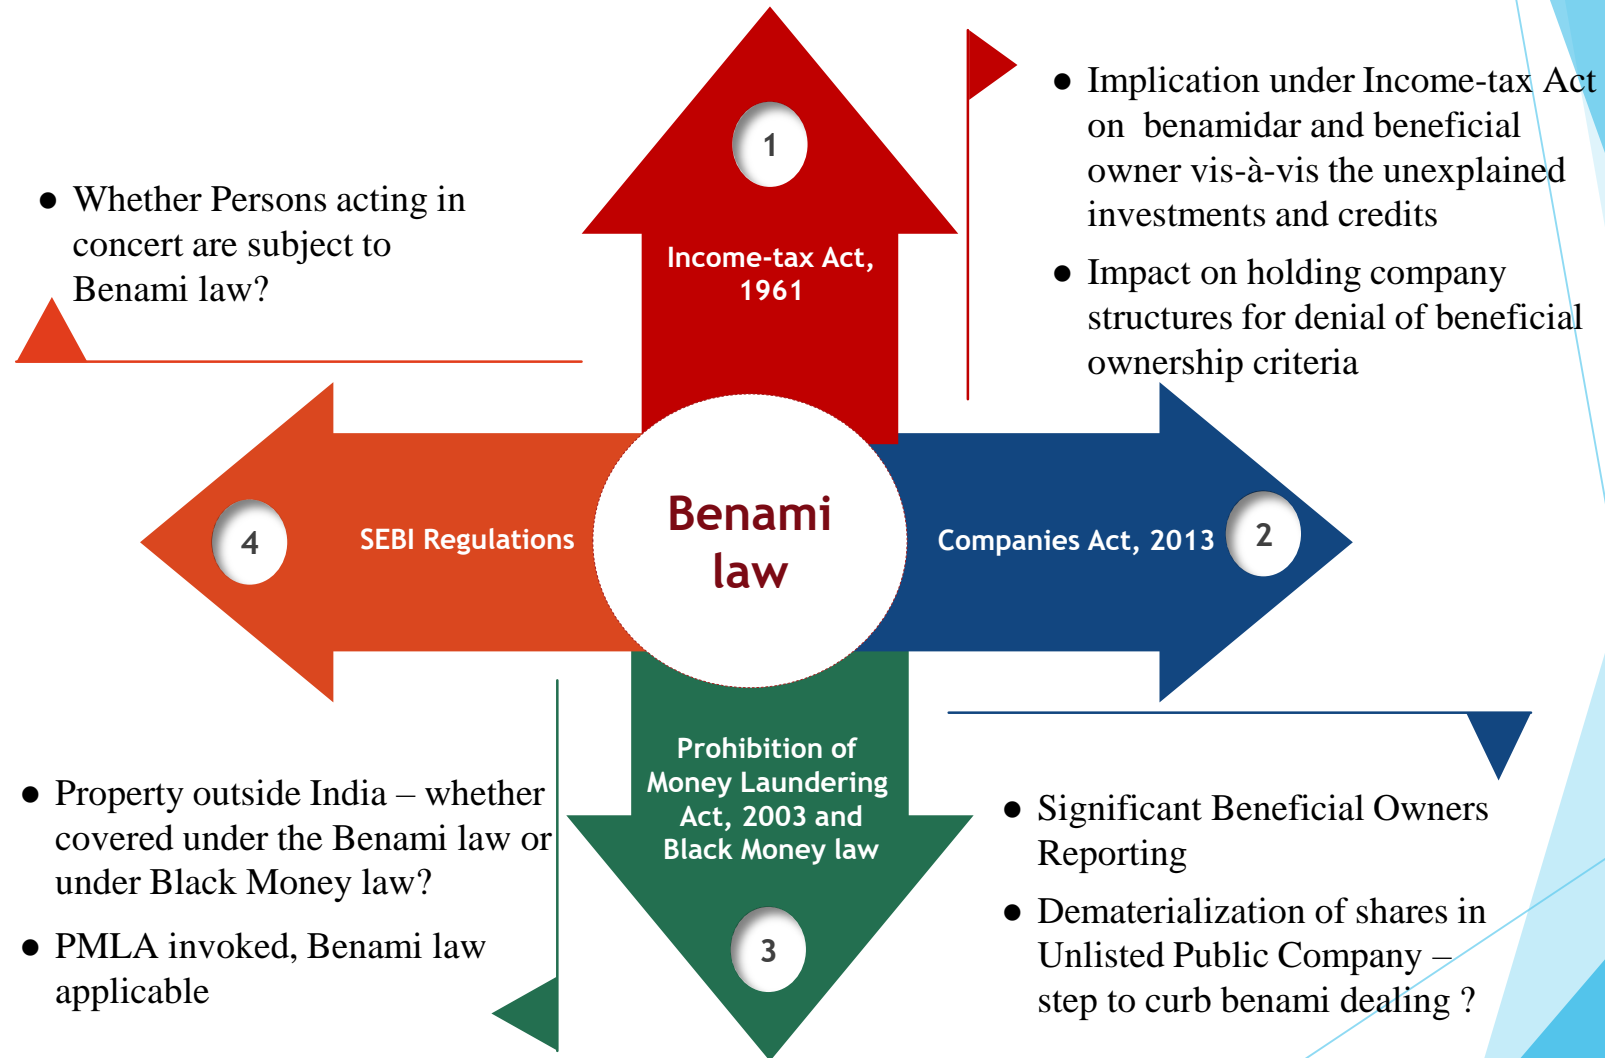 1
Income-tax Act,
1961
● Implication under Income-tax Act
on benamidar and beneficial
owner vis-à-vis the unexplained
investments and credits
● Impact on holding company
structures for denial of beneficial
ownership criteria
● Whether Persons acting in
concert are subject to
Benami law?
4
SEBI Regulations
Benami
law
Companies Act, 2013
2
Prohibition of
Money Laundering
Act, 2003 and
Black Money law
3
● Property outside India – whether
covered under the Benami law or
under Black Money law?
● PMLA invoked, Benami law
applicable
● Significant Beneficial Owners
Reporting
● Dematerialization of shares in
Unlisted Public Company –
step to curb benami dealing ?